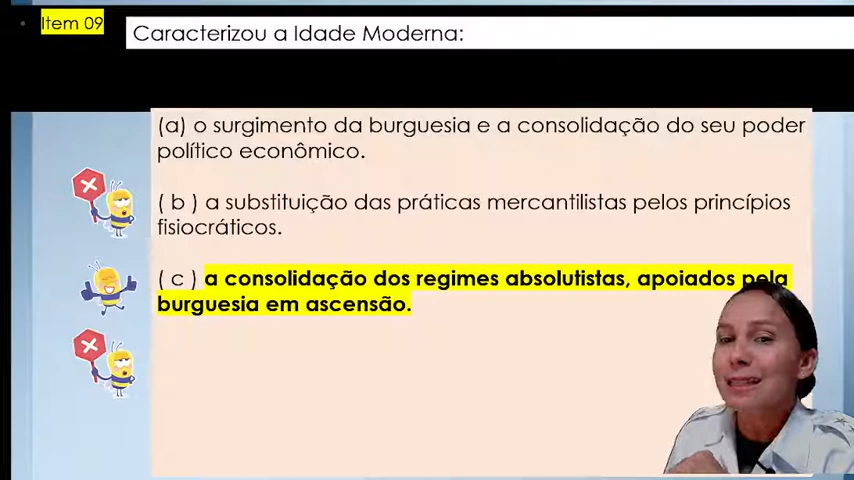 Item 09
Caracterizou a Idade Moderna:
(a) o surgimento da burguesia e a consolidação do seu poder
político econômico.
( b ) a substituição das práticas mercantilistas pelos princípios
fisiocráticos.
( c ) a consolidação dos regimes absolutistas, apoiados pela
burguesia em ascensão.